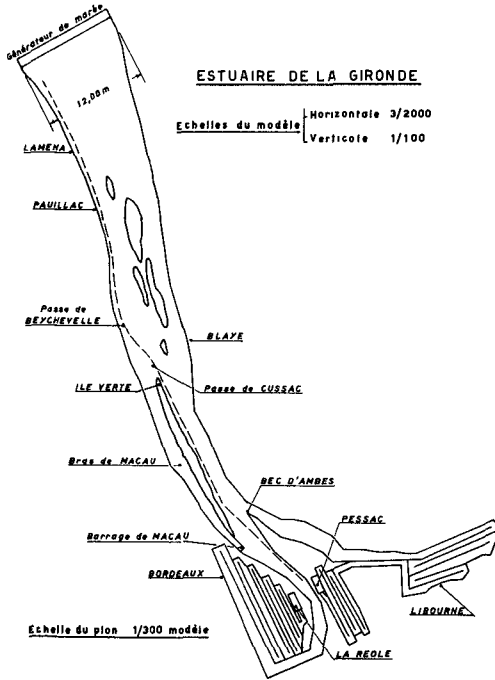 Générateur de marée
12,00 m
ESTUAIRE DE LA GIRONDE
Echelles du modèle
Horizontale 3/2000
Verticale 1/100
LAMENA
PAUILLAC
Passe de
BEYCHEVELLE
BLAYE
ILE VERTE
Passe de CUSSAC
Bras de MACAU
BEC D'AMBES
PESSAC
Barrage de MACAU
BORDEAUX
LIBOURNE
Echelle du plan 1/300 modèle
LA REOLE